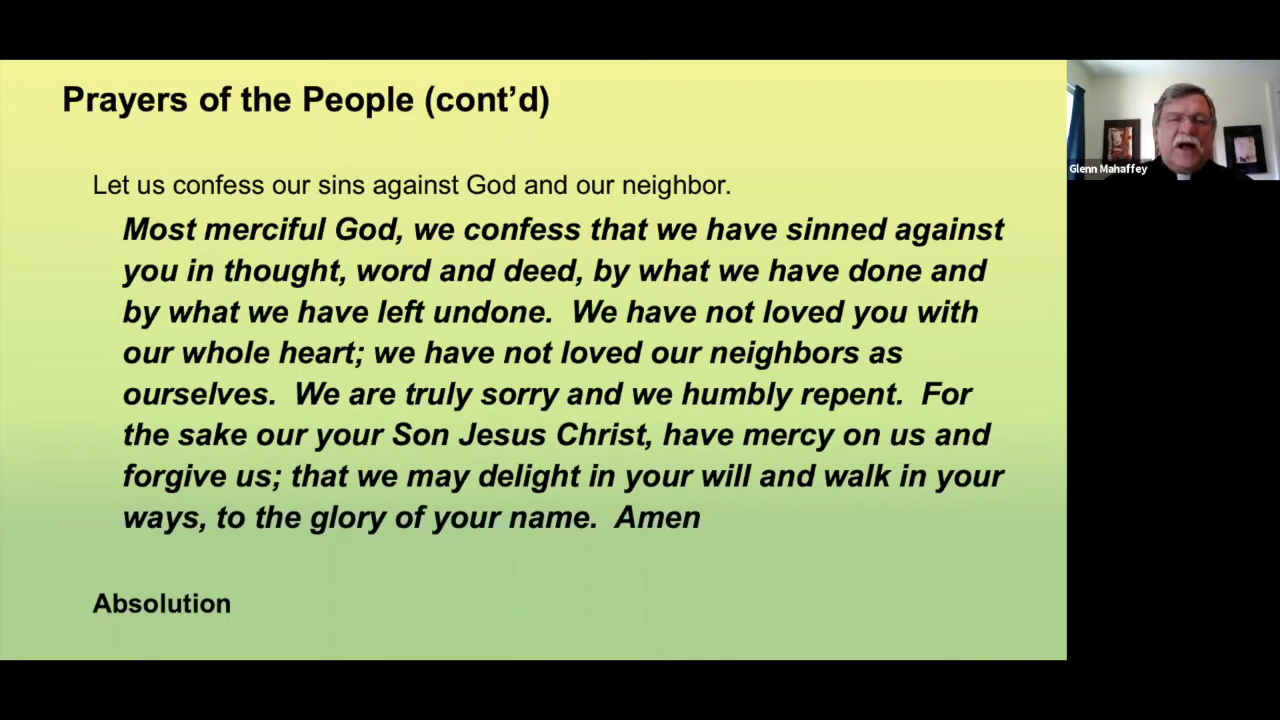 Prayers of the People (cont’d)
Let us confess our sins against God and our neighbor.
Most merciful God, we confess that we have sinned against
you in thought, word and deed, by what we have done and
by what we have left undone.  We have not loved you with
our whole heart; we have not loved our neighbors as
ourselves.  We are truly sorry and we humbly repent.  For
the sake our your Son Jesus Christ, have mercy on us and
forgive us; that we may delight in your will and walk in your
ways, to the glory of your name.  Amen
Absolution
Glenn Mahaffey